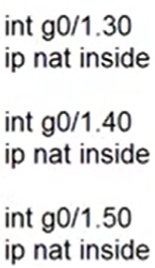 int g0/1.30
ip nat inside
int g0/1.40
ip nat inside
int g0/1.50
ip nat inside